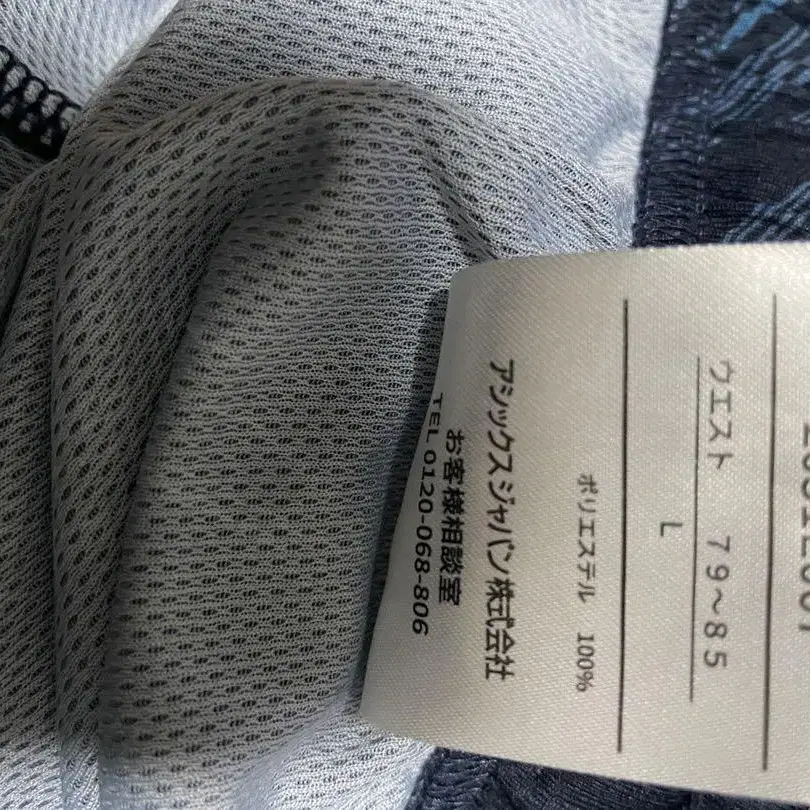 ウエスト 79～85
L
ポリエステル 100%
アシックスジャパン株式会社
お客様相談室
TEL 0120-068-806